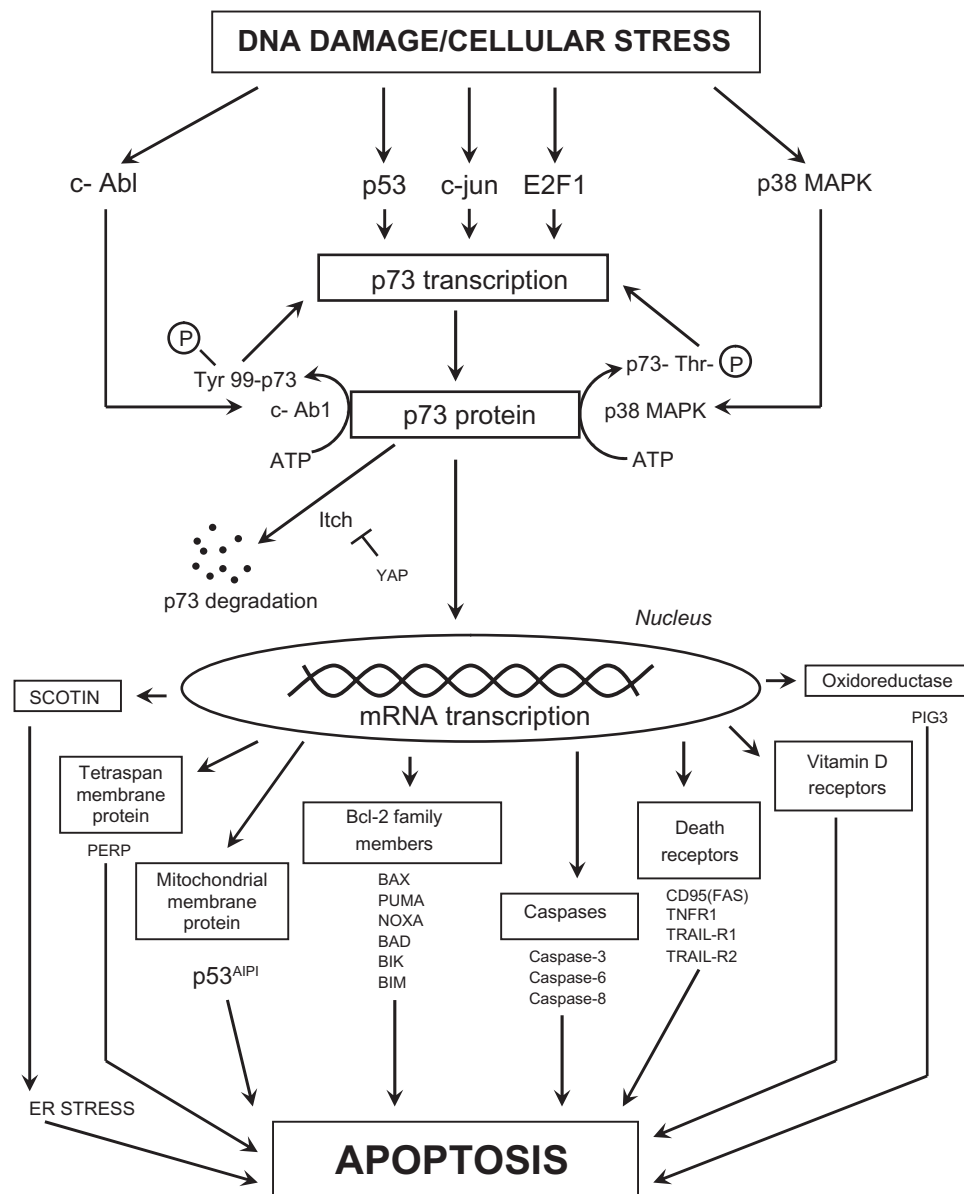 DNA DAMAGE/CELLULAR STRESS
c- Abl
p53
c-jun
E2F1
p38 MAPK
p73 transcription
P
Tyr 99-p73
p73- Thr-
P
c- Ab1
p73 protein
p38 MAPK
ATP
ATP
Itch
YAP
p73 degradation
Nucleus
mRNA transcription
SCOTIN
Oxidoreductase
PIG3
Tetraspan
membrane
protein
PERP
Mitochondrial
membrane
protein
p53AIPI
Bcl-2 family
members
BAX
PUMA
NOXA
BAD
BIK
BIM
Caspases
Caspase-3
Caspase-6
Caspase-8
Death
receptors
CD95(FAS)
TNFR1
TRAIL-R1
TRAIL-R2
Vitamin D
receptors
ER STRESS
APOPTOSIS